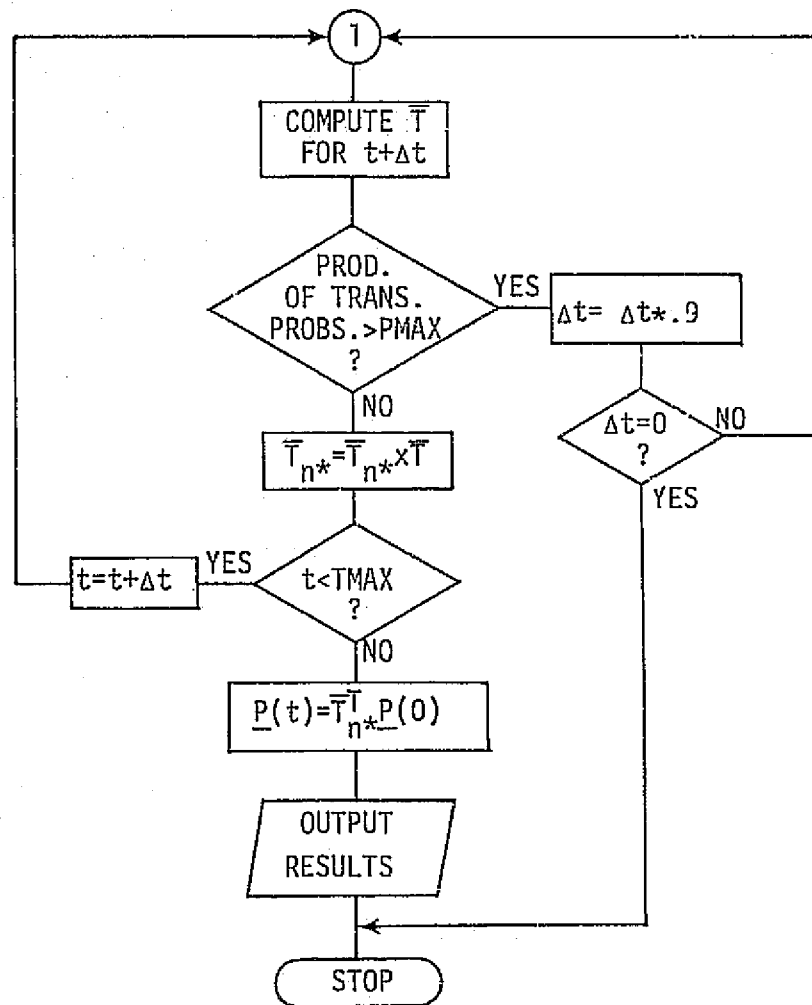 1
COMPUTE T̅
FOR t+Δt
PROD.
OF TRANS.
PROBS.>PMAX
?
YES
Δt= Δt*.9
NO
Δt=0
?
NO
YES
T̅n*=T̅n*xT̅
t<TMAX
?
YES
t=t+Δt
NO
P(t)=T̅ᵀn*P(0)
OUTPUT
RESULTS
STOP